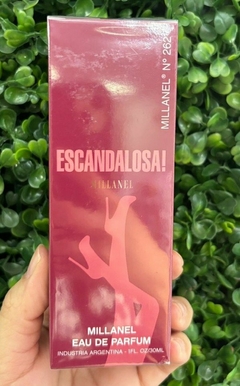 MILLANEL® Nº 262
ESCANDALOSA!
MILLANEL
MILLANEL
EAU DE PARFUM
INDUSTRIA ARGENTINA - 1FL. OZ/30ML